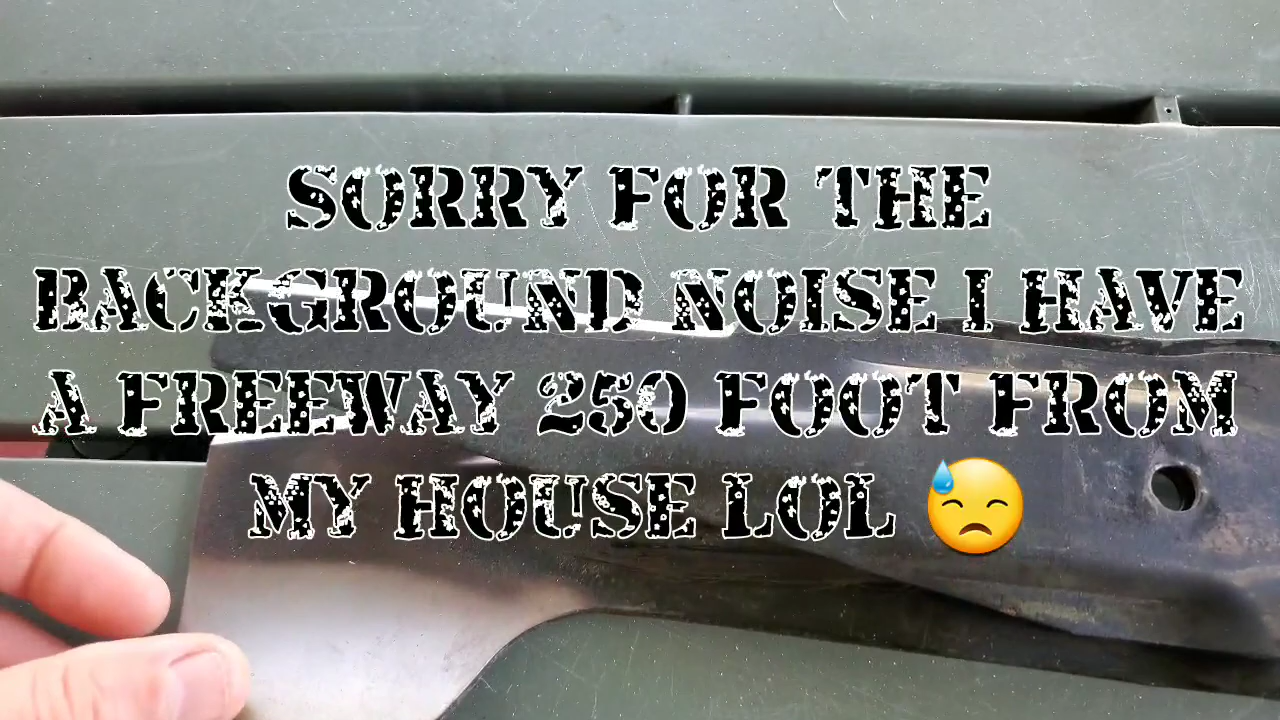 SORRY FOR THE
BACKGROUND NOISE I HAVE
A FREEWAY 250 FOOT FROM
MY HOUSE LOL 😓